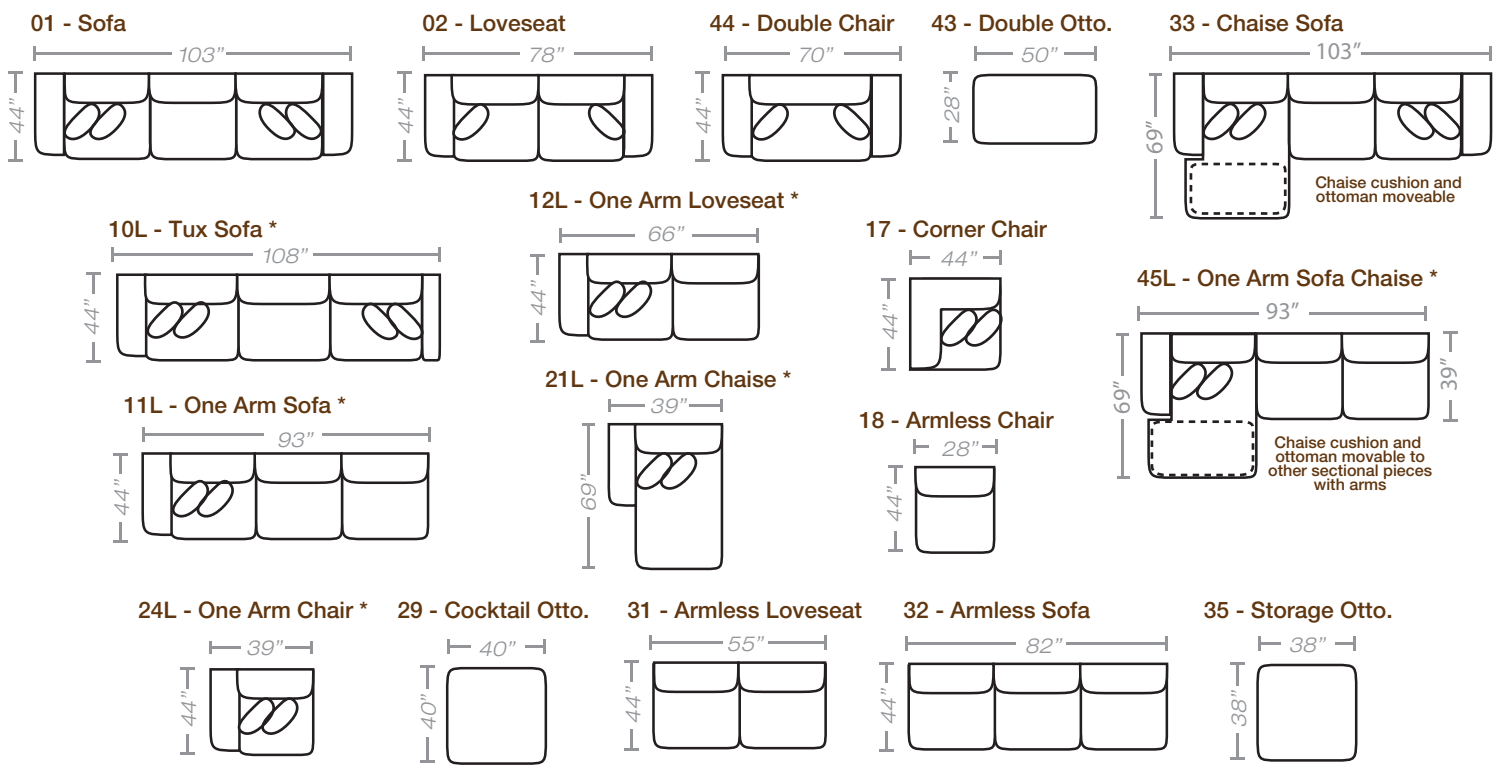 01 - Sofa
103”
44”
02 - Loveseat
78”
44”
44 - Double Chair
70”
44”
43 - Double Otto.
50”
28”
33 - Chaise Sofa
103”
69”
Chaise cushion and
ottoman moveable
10L - Tux Sofa *
108”
44”
12L - One Arm Loveseat *
66”
44”
17 - Corner Chair
44”
44”
45L - One Arm Sofa Chaise *
93”
69”
39”
Chaise cushion and
ottoman movable to
other sectional pieces
with arms
11L - One Arm Sofa *
93”
44”
21L - One Arm Chaise *
39”
69”
18 - Armless Chair
28”
44”
24L - One Arm Chair *
39”
44”
29 - Cocktail Otto.
40”
40”
31 - Armless Loveseat
55”
44”
32 - Armless Sofa
82”
44”
35 - Storage Otto.
38”
38”